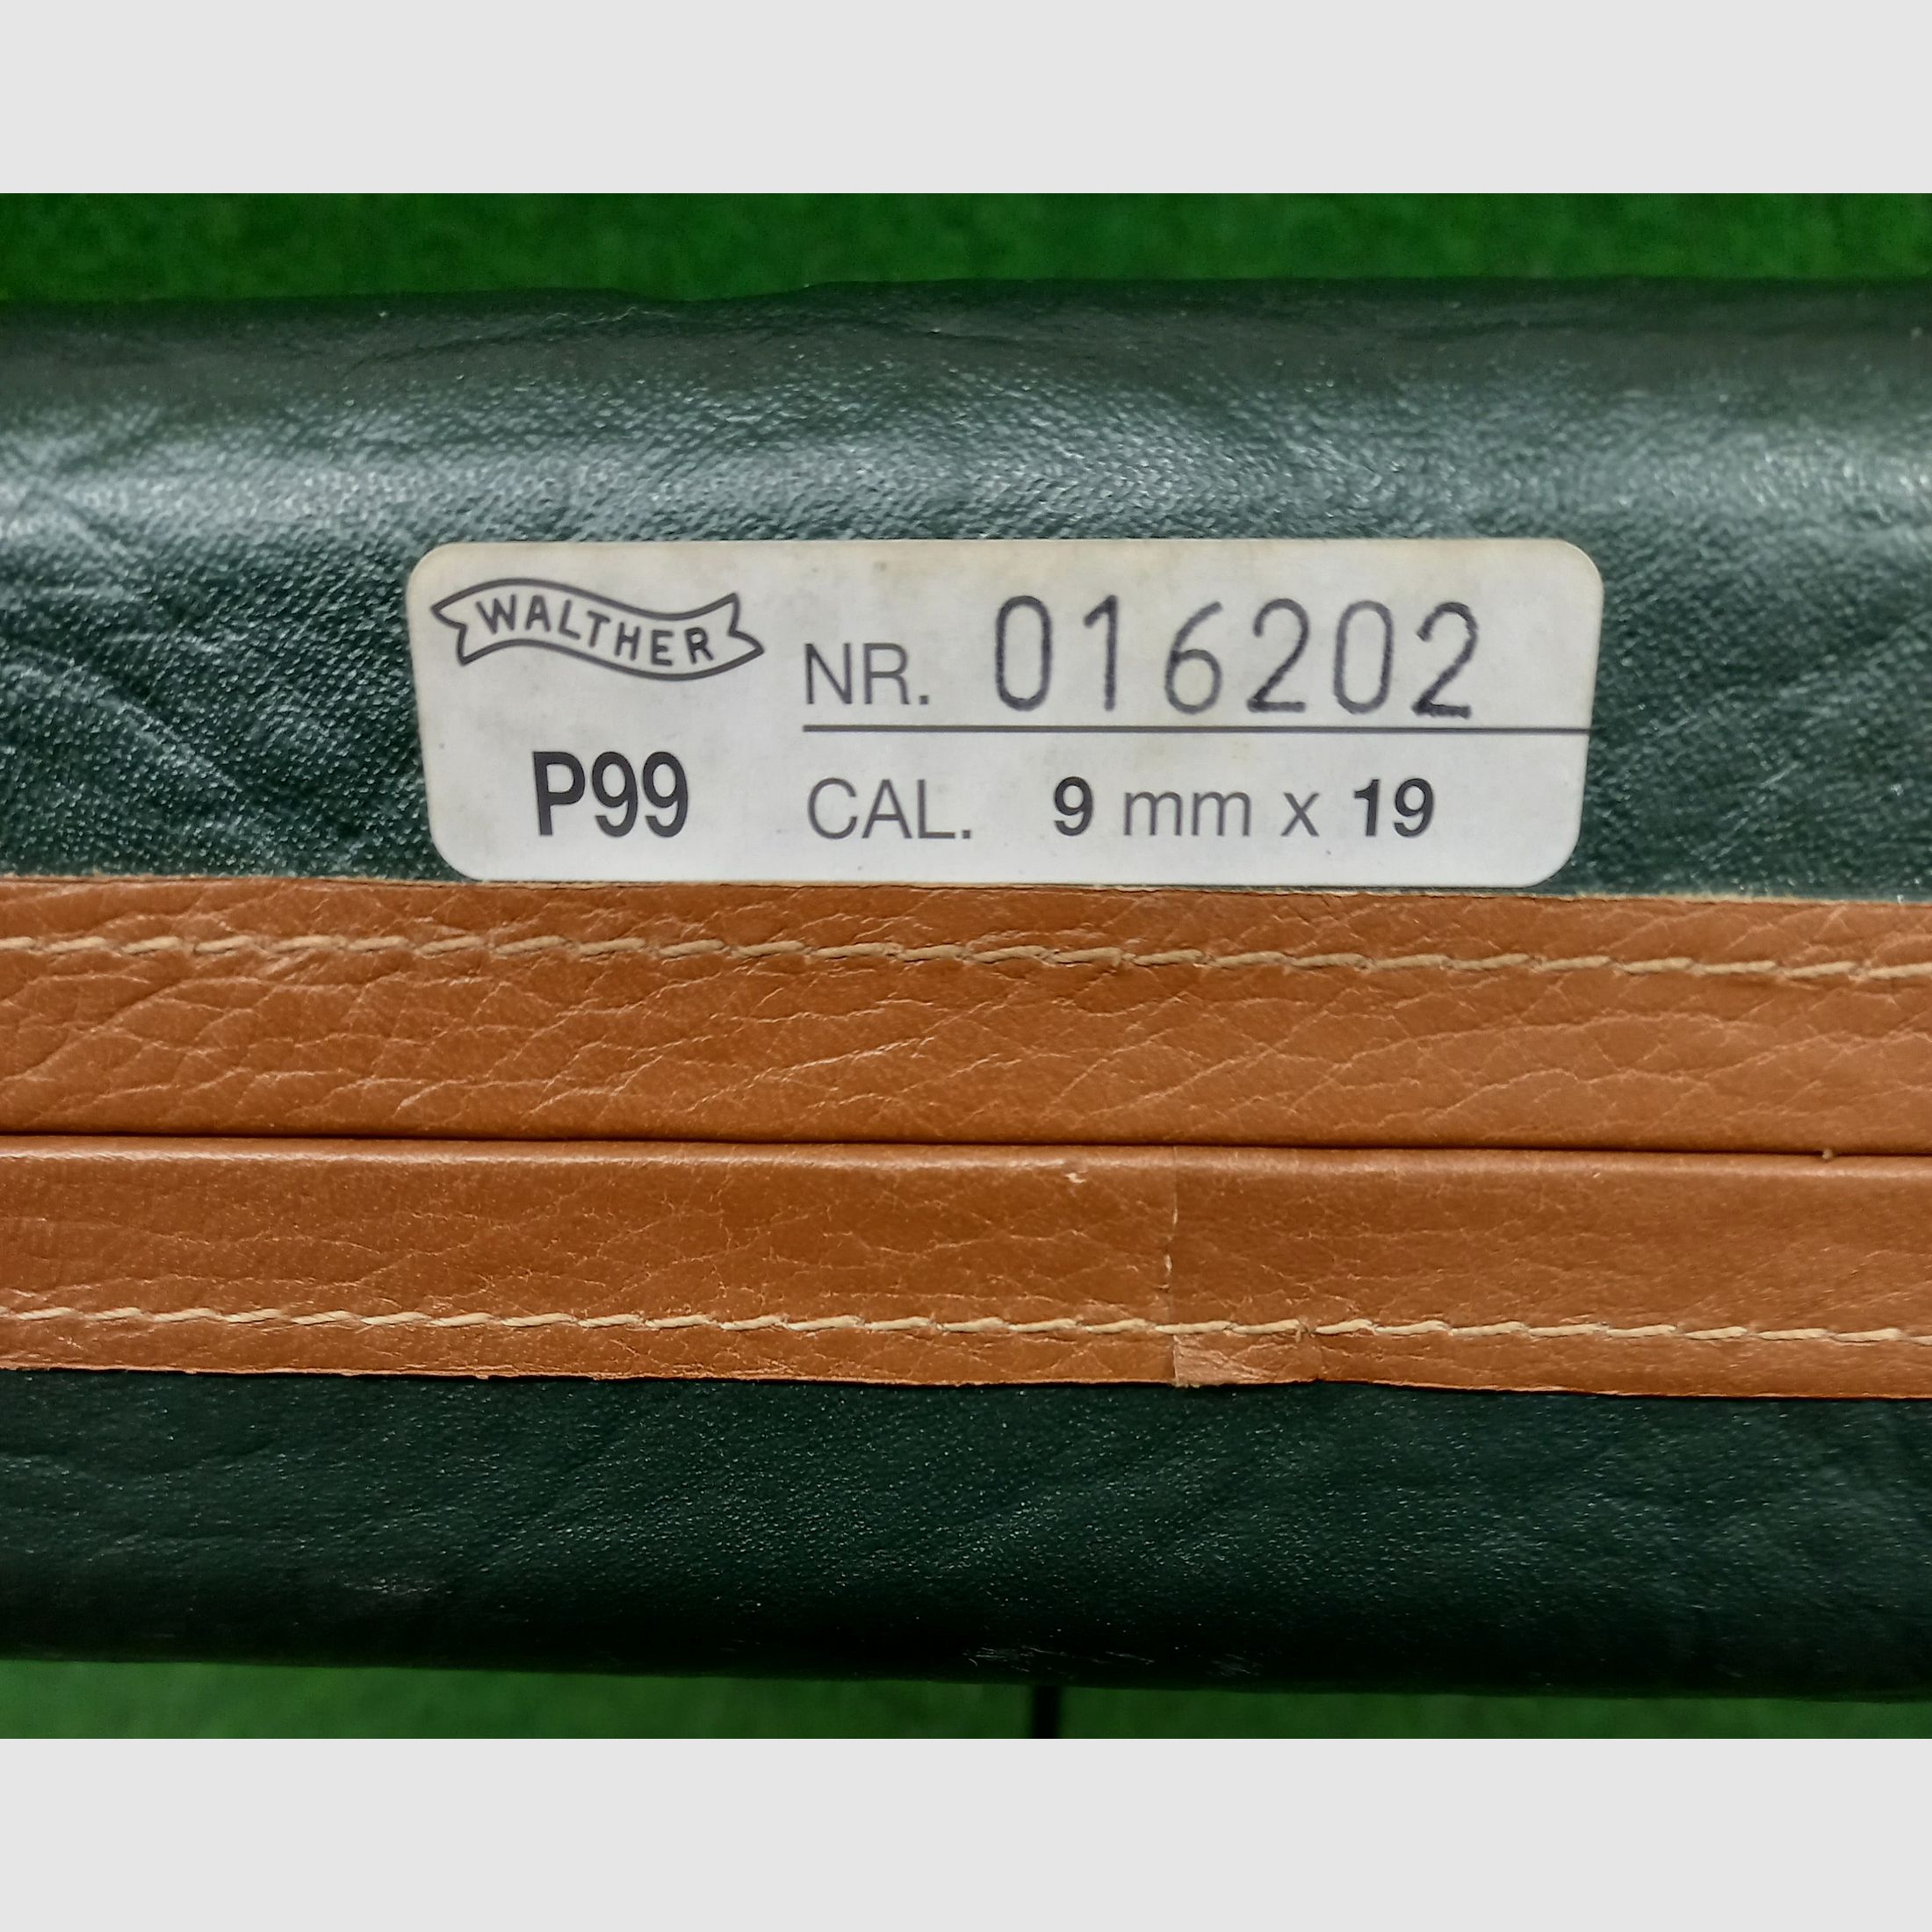 WALTHER
NR. 016202
P99
CAL. 9 mm x 19